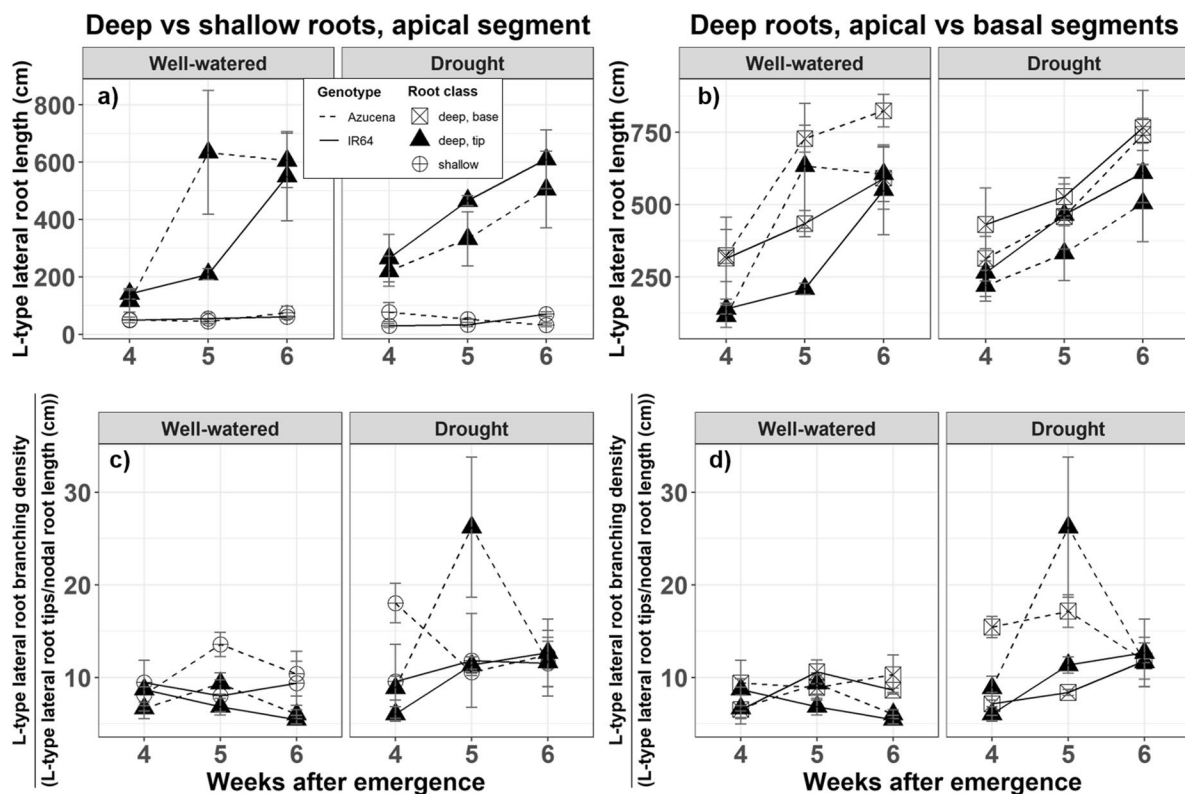 Deep vs shallow roots, apical segment
Deep roots, apical vs basal segments
L-type lateral root length (cm)
Well-watered
Drought
a)
800
600
400
200
0
4
5
6
4
5
6
Genotype
Azucena
IR64
Root class
deep, base
deep, tip
shallow
L-type lateral root length (cm)
Well-watered
Drought
b)
750
500
250
4
5
6
4
5
6
L-type lateral root branching density
(L-type lateral root tips/nodal root length (cm))
Well-watered
Drought
c)
30
20
10
4
5
6
4
5
6
Weeks after emergence
L-type lateral root branching density
(L-type lateral root tips/nodal root length (cm))
Well-watered
Drought
d)
30
20
10
4
5
6
4
5
6
Weeks after emergence